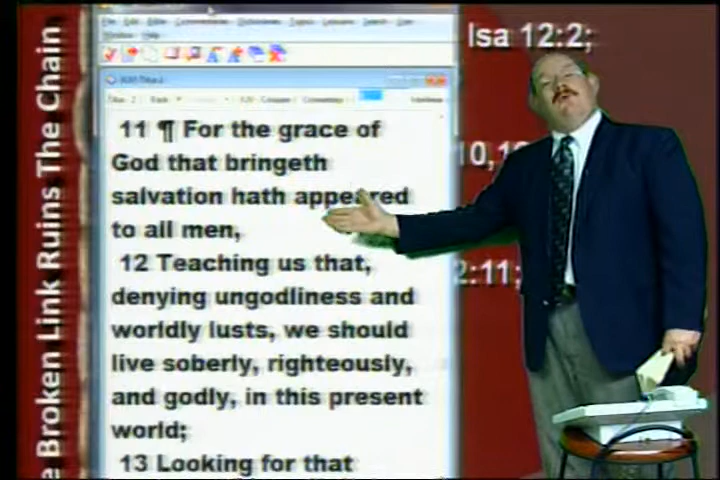 e Broken Link Ruins The Chain
Isa 12:2;
10,1
2:11;
11 ¶ For the grace of
God that bringeth
salvation hath appeared
to all men,
12 Teaching us that,
denying ungodliness and
worldly lusts, we should
live soberly, righteously,
and godly, in this present
world;
13 Looking for that